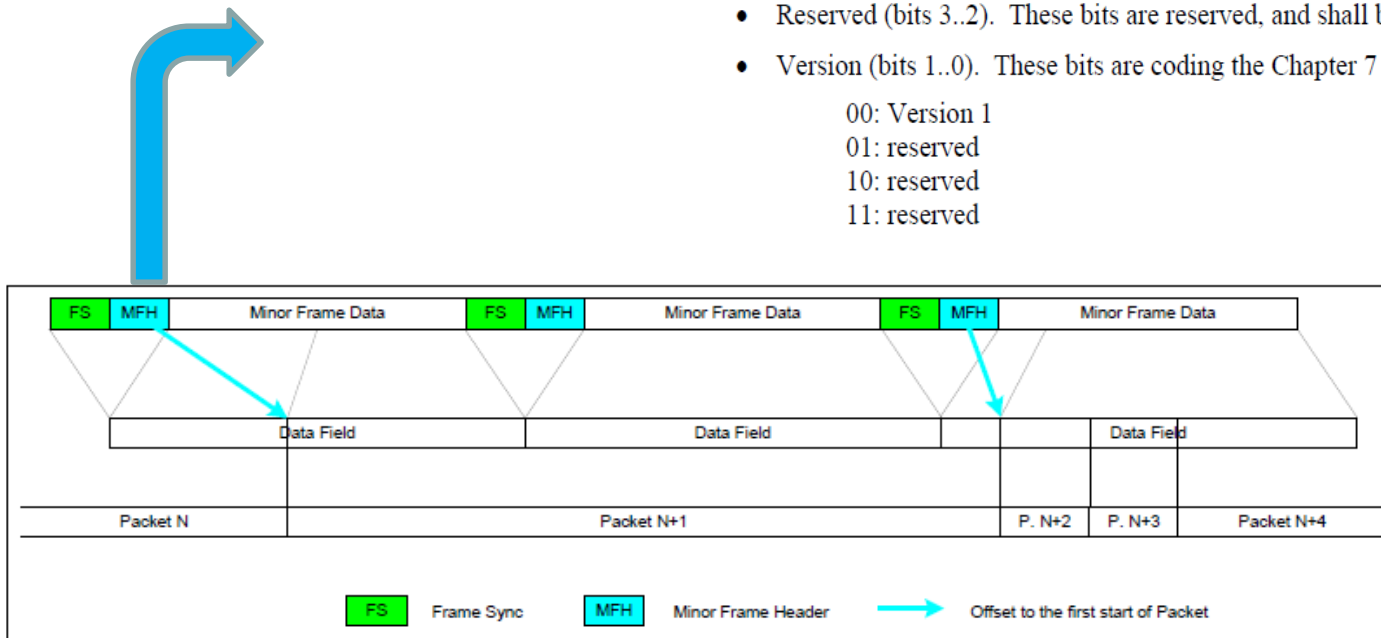 • Reserved (bits 3..2). These bits are reserved, and shall b
• Version (bits 1..0). These bits are coding the Chapter 7
00: Version 1
01: reserved
10: reserved
11: reserved
FS MFH Minor Frame Data FS MFH Minor Frame Data FS MFH Minor Frame Data
Data Field Data Field Data Field
Packet N Packet N+1 P. N+2 P. N+3 Packet N+4
FS Frame Sync MFH Minor Frame Header Offset to the first start of Packet